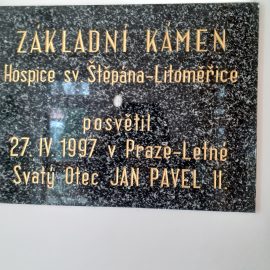 ZÁKLADNÍ KÁMEN
Hospice sv. Štěpána-Litoměřice
posvětil
27. IV. 1997 v Praze-Letné
Svatý Otec JAN PAVEL II.